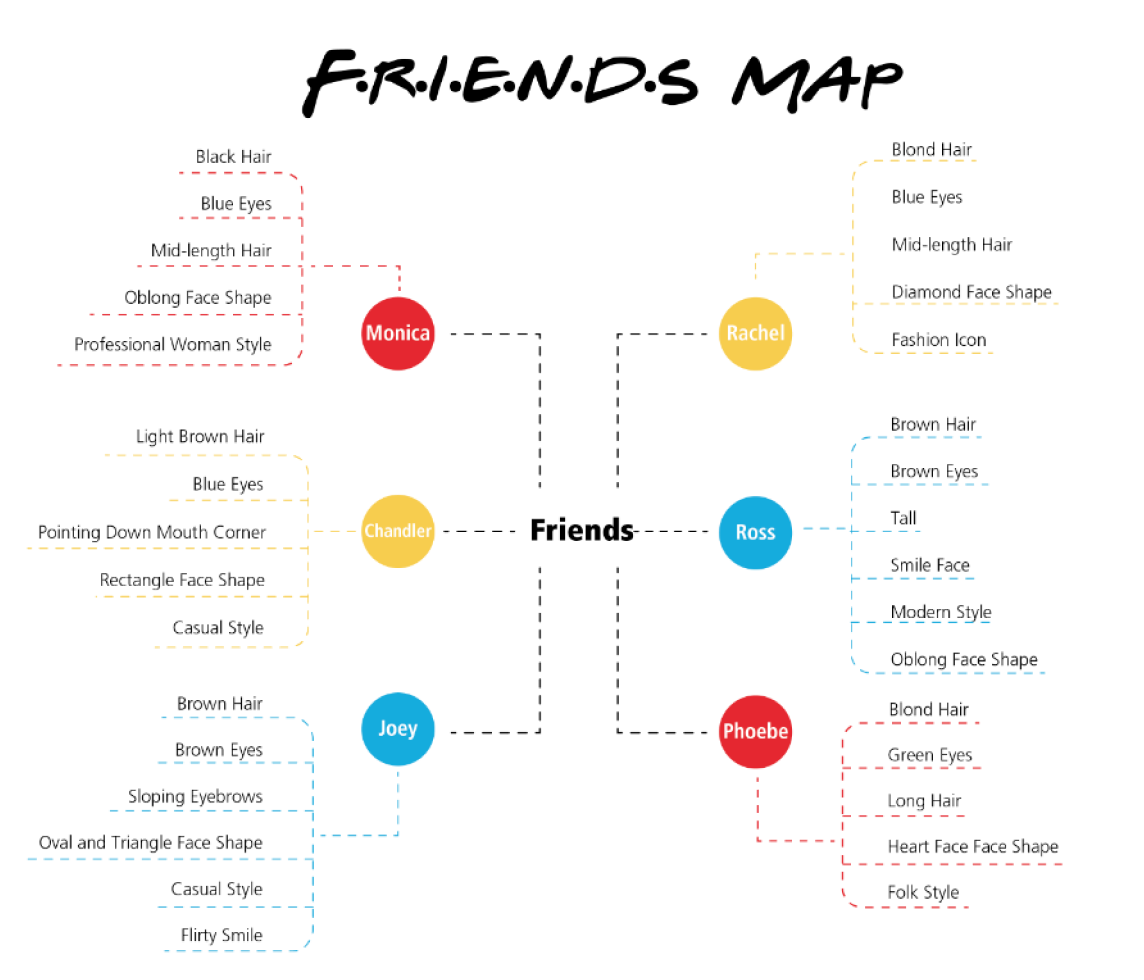 F·R·I·E·N·D·S MAP
Black Hair
Blue Eyes
Mid-length Hair
Oblong Face Shape
Professional Woman Style
Monica
Light Brown Hair
Blue Eyes
Pointing Down Mouth Corner
Rectangle Face Shape
Casual Style
Chandler
Brown Hair
Brown Eyes
Sloping Eyebrows
Oval and Triangle Face Shape
Casual Style
Flirty Smile
Joey
Friends
Blond Hair
Blue Eyes
Mid-length Hair
Diamond Face Shape
Fashion Icon
Rachel
Brown Hair
Brown Eyes
Tall
Smile Face
Modern Style
Oblong Face Shape
Ross
Blond Hair
Green Eyes
Long Hair
Heart Face Face Shape
Folk Style
Phoebe